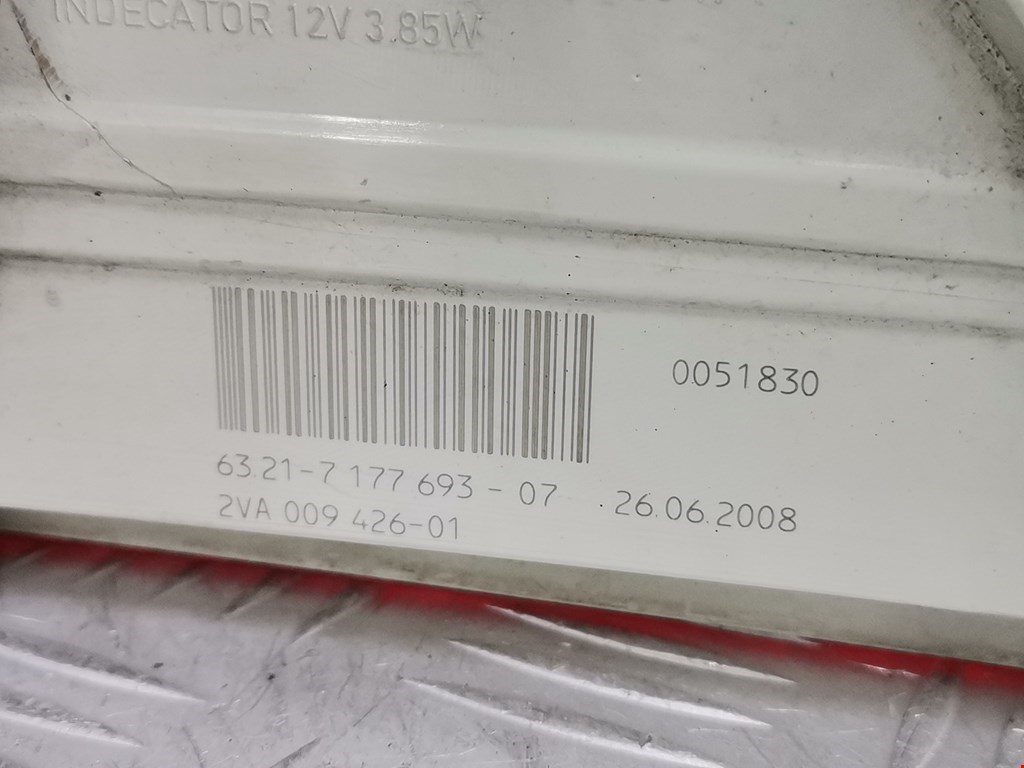 INDECATOR 12V 3.85W
0051830
63.21-7 177 693 - 07 26.06.2008
2VA 009 426-01